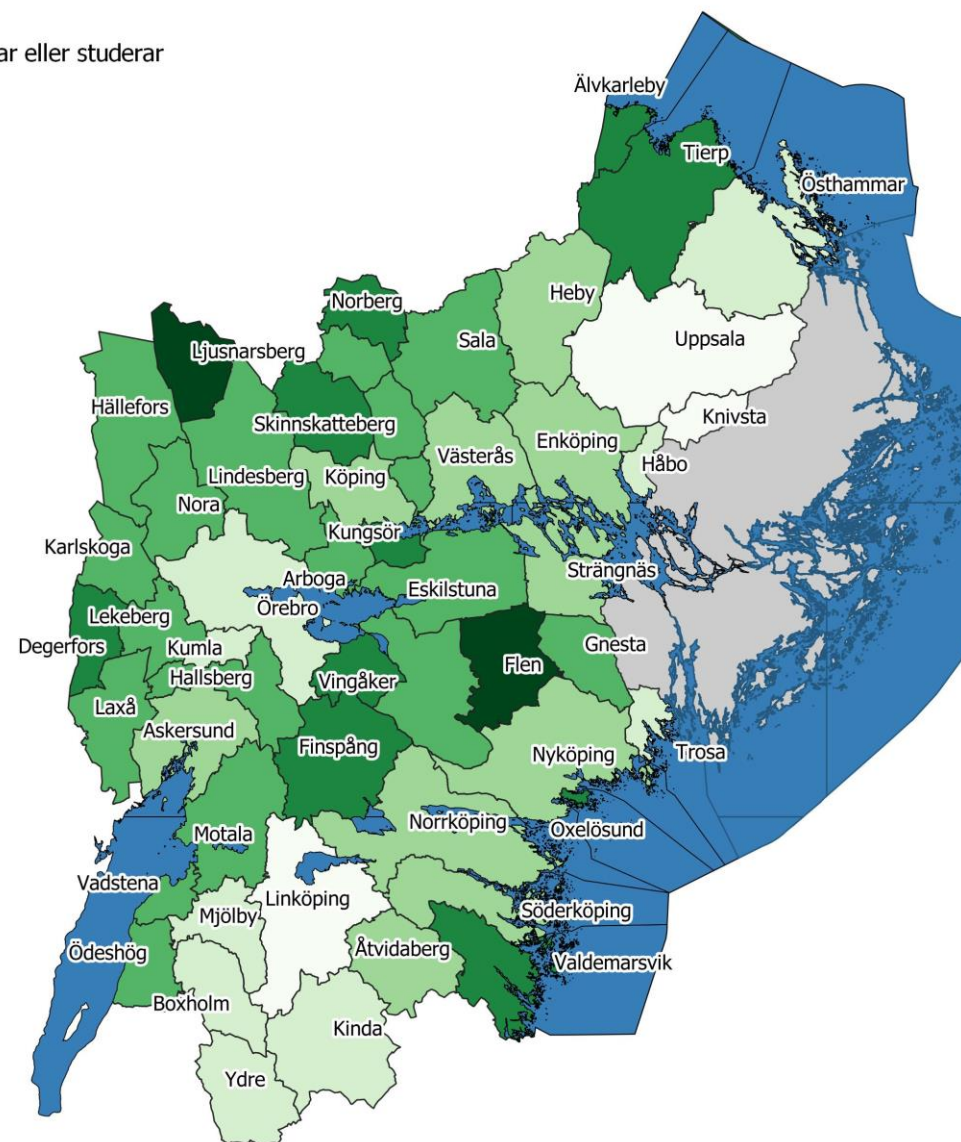 ar eller studerar
Älvkarleby
Tierp
Östhammar
Heby
Norberg
Sala
Uppsala
Ljusnarsberg
Hällefors
Knivsta
Skinnskatteberg
Enköping
Västerås
Håbo
Lindesberg
Köping
Nora
Kungsör
Karlskoga
Strängnäs
Arboga
Eskilstuna
Örebro
Lekeberg
Degerfors
Kumla
Gnesta
Flen
Hallsberg
Vingåker
Laxå
Askersund
Finspång
Nyköping
Trosa
Norrköping
Oxelösund
Motala
Vadstena
Linköping
Mjölby
Söderköping
Åtvidaberg
Ödeshög
Valdemarsvik
Boxholm
Kinda
Ydre